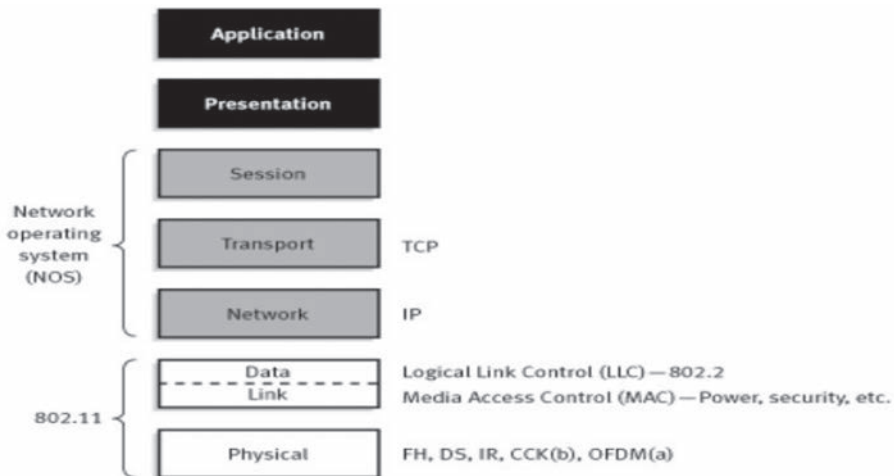 Application
Presentation
Session
Network
operating
system
(NOS)
Transport
TCP
Network
IP
Data
Logical Link Control (LLC)—802.2
Link
Media Access Control (MAC)—Power, security, etc.
802.11
Physical
FH, DS, IR, CCK(b), OFDM(a)